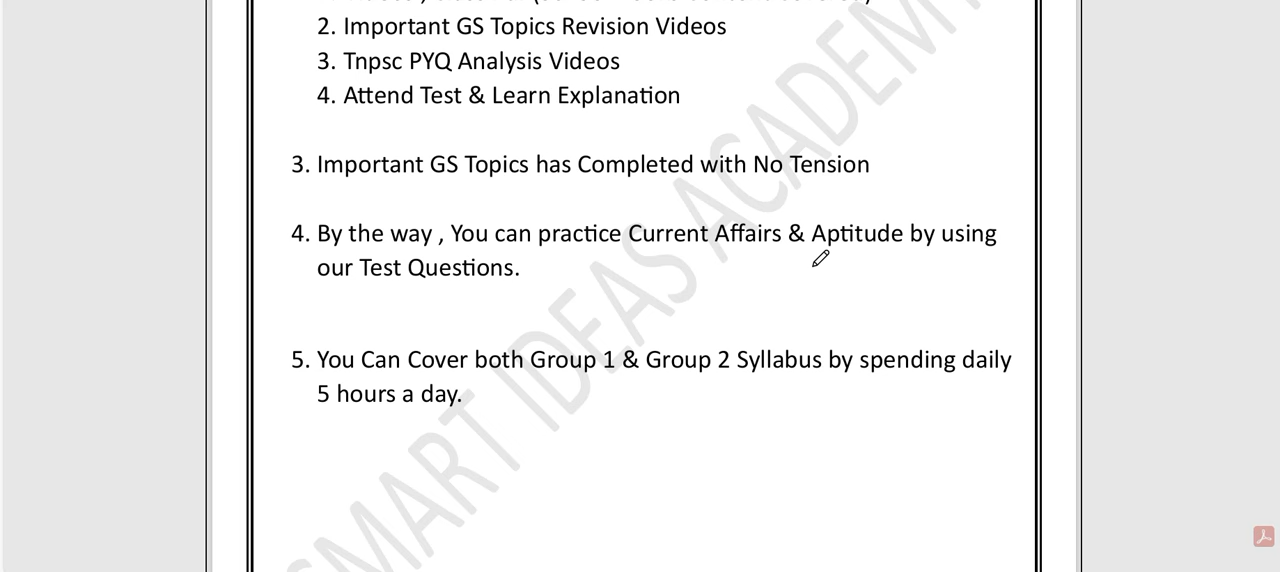 2. Important GS Topics Revision Videos
3. Tnpsc PYQ Analysis Videos
4. Attend Test & Learn Explanation
3. Important GS Topics has Completed with No Tension
4. By the way , You can practice Current Affairs & Aptitude by using
our Test Questions.
5. You Can Cover both Group 1 & Group 2 Syllabus by spending daily
5 hours a day.
SMART IDEAS ACADEM